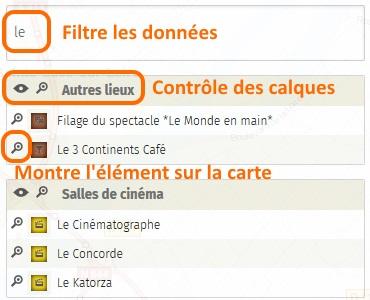 le
Filtre les données
Autres lieux
Contrôle des calques
Filage du spectacle *Le Monde en main*
Le 3 Continents Café
Montre l'élément sur la carte
Salles de cinéma
Le Cinématographe
Le Concorde
Le Katorza